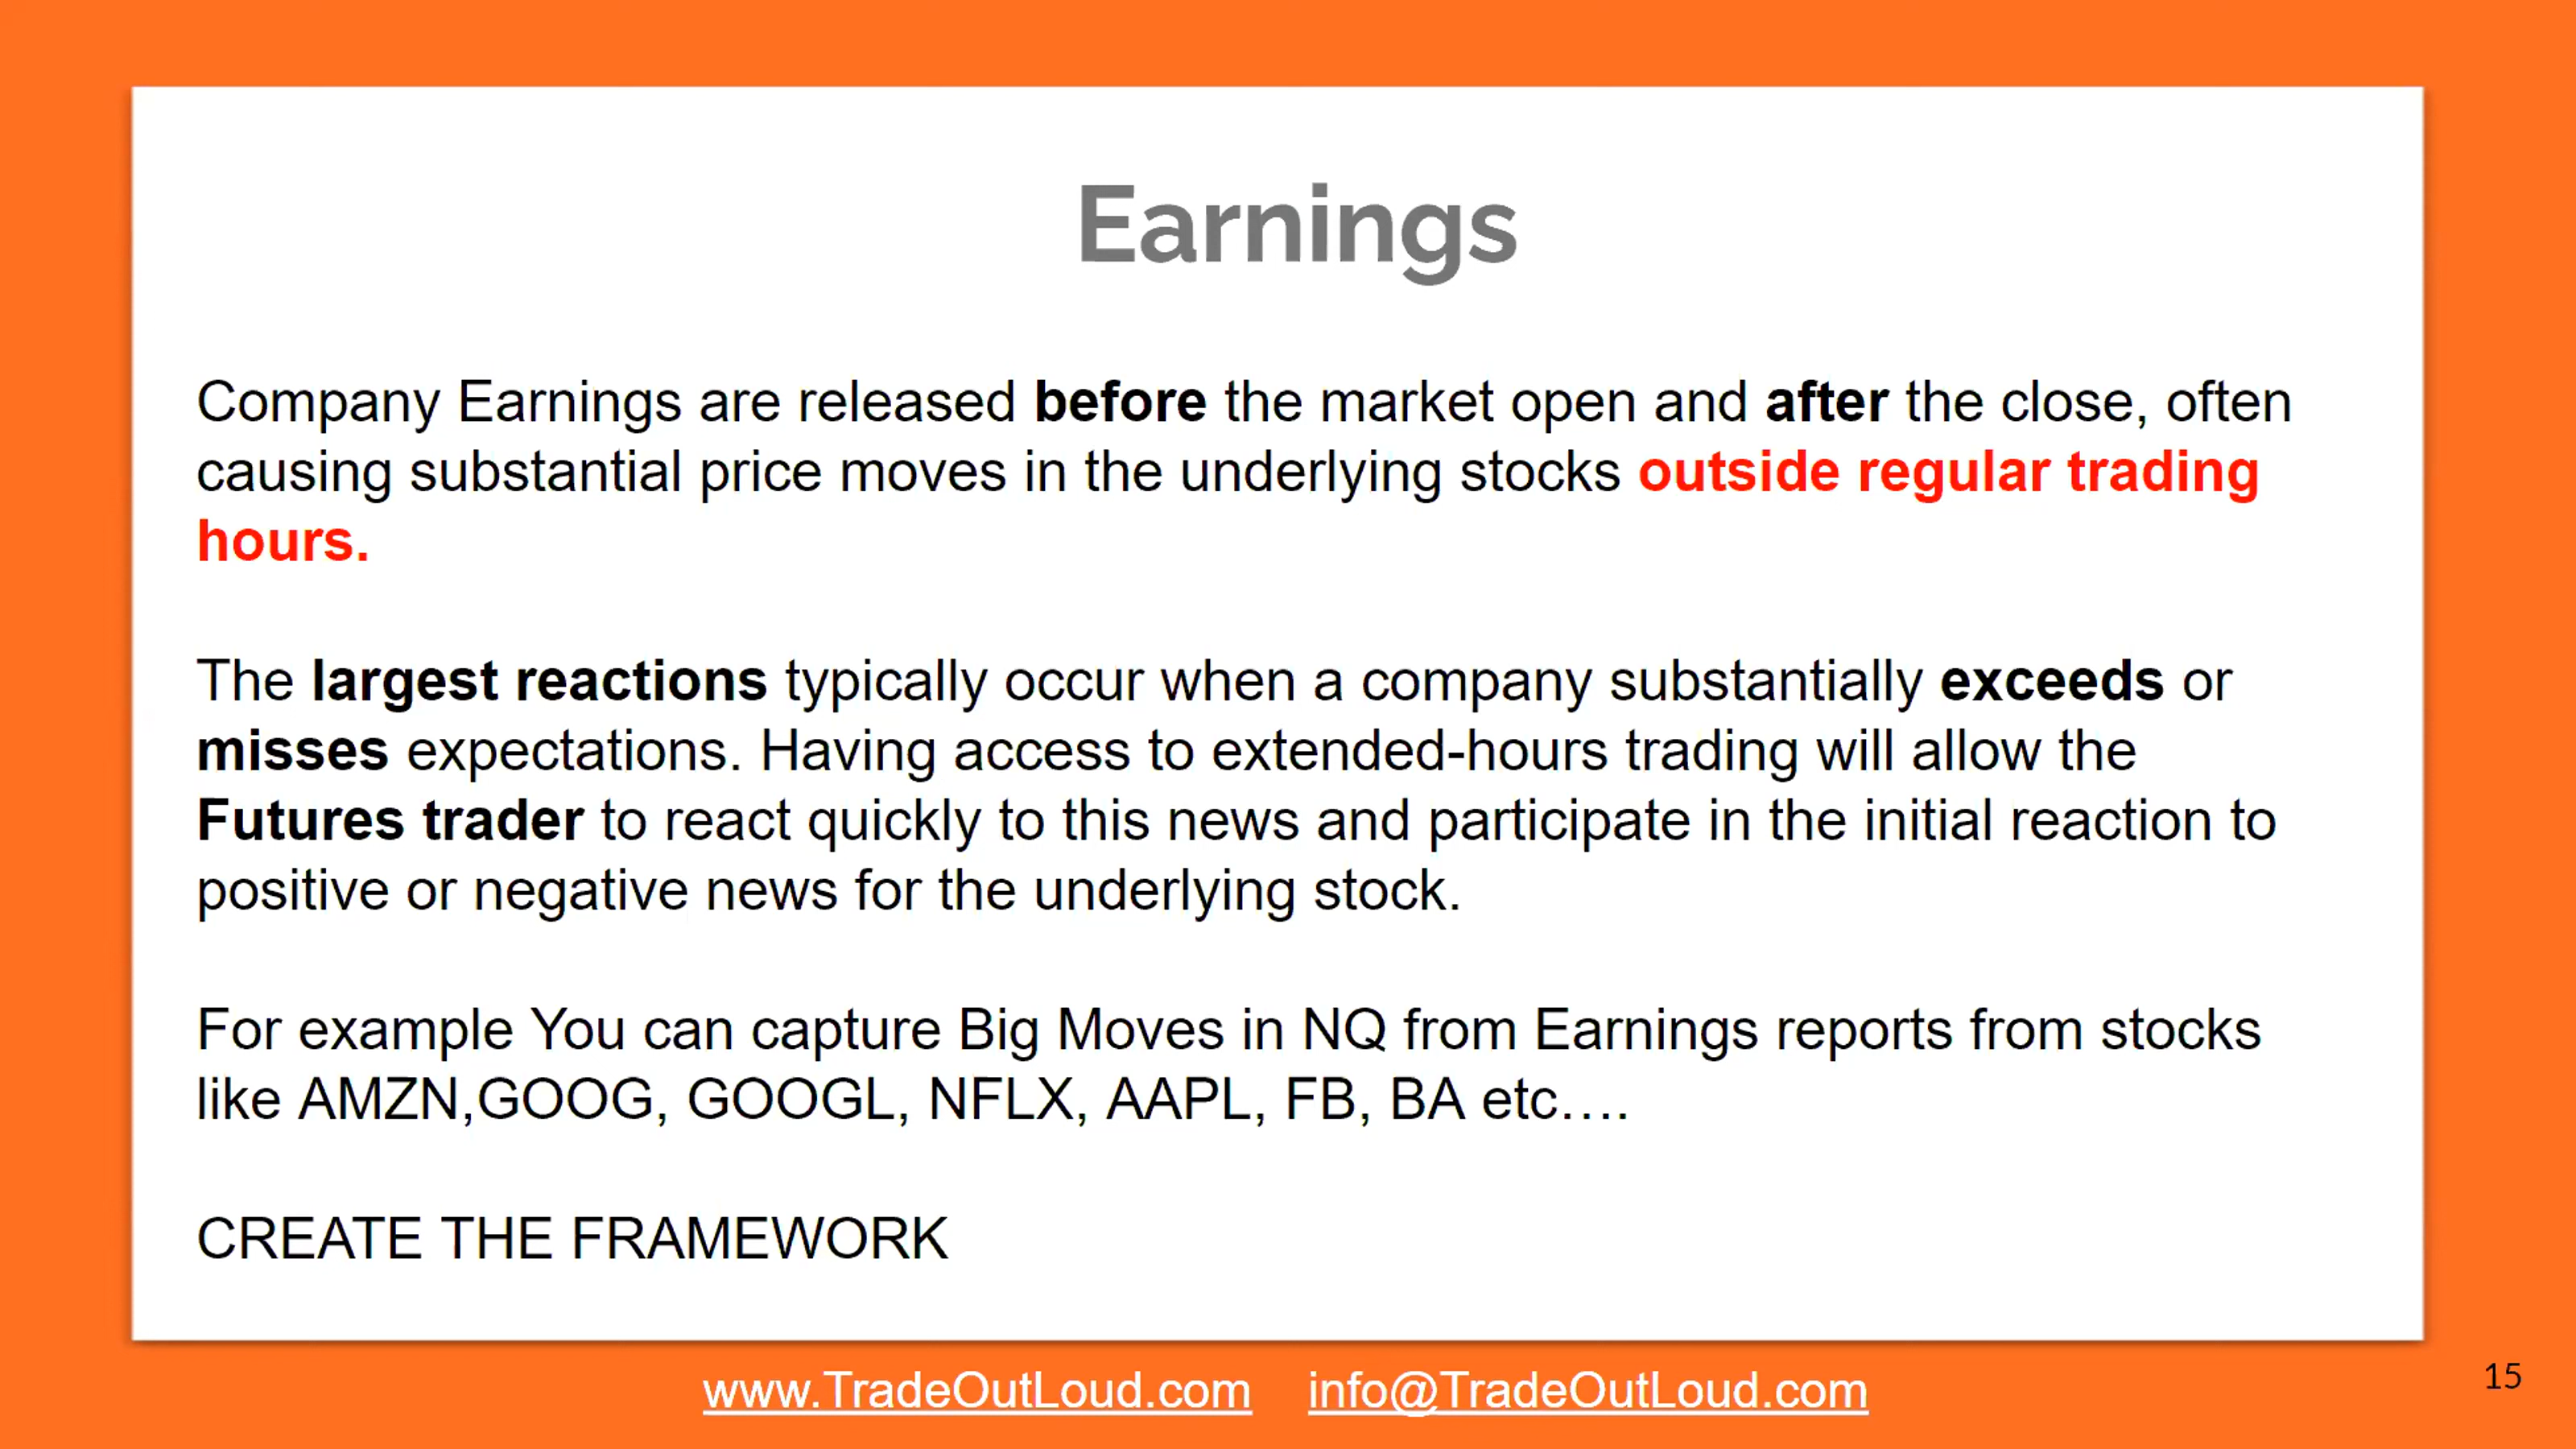 Earnings
Company Earnings are released before the market open and after the close, often
causing substantial price moves in the underlying stocks outside regular trading
hours.
The largest reactions typically occur when a company substantially exceeds or
misses expectations. Having access to extended-hours trading will allow the
Futures trader to react quickly to this news and participate in the initial reaction to
positive or negative news for the underlying stock.
For example You can capture Big Moves in NQ from Earnings reports from stocks
like AMZN,GOOG, GOOGL, NFLX, AAPL, FB, BA etc….
CREATE THE FRAMEWORK
www.TradeOutLoud.com info@TradeOutLoud.com
15